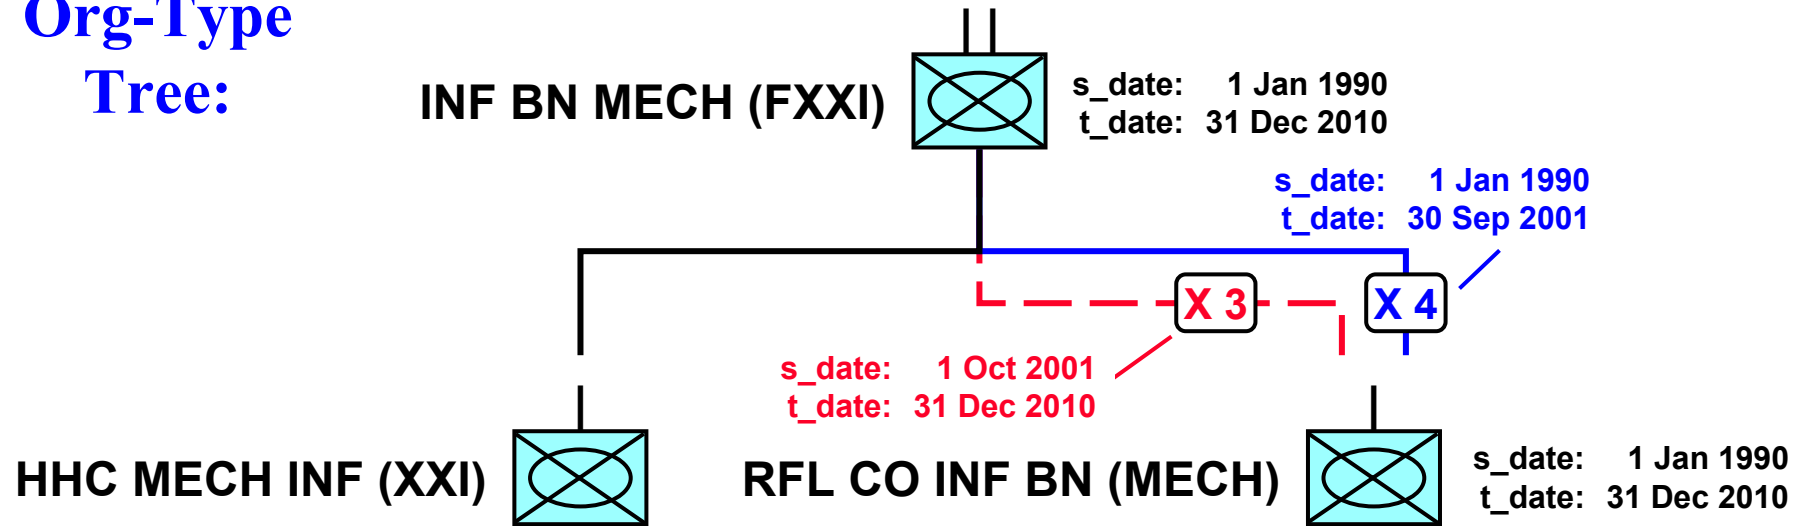 Org-Type
Tree:
INF BN MECH (FXXI)
s_date: 1 Jan 1990
t_date: 31 Dec 2010
s_date: 1 Jan 1990
t_date: 30 Sep 2001
X 3
X 4
s_date: 1 Oct 2001
t_date: 31 Dec 2010
HHC MECH INF (XXI)
RFL CO INF BN (MECH)
s_date: 1 Jan 1990
t_date: 31 Dec 2010